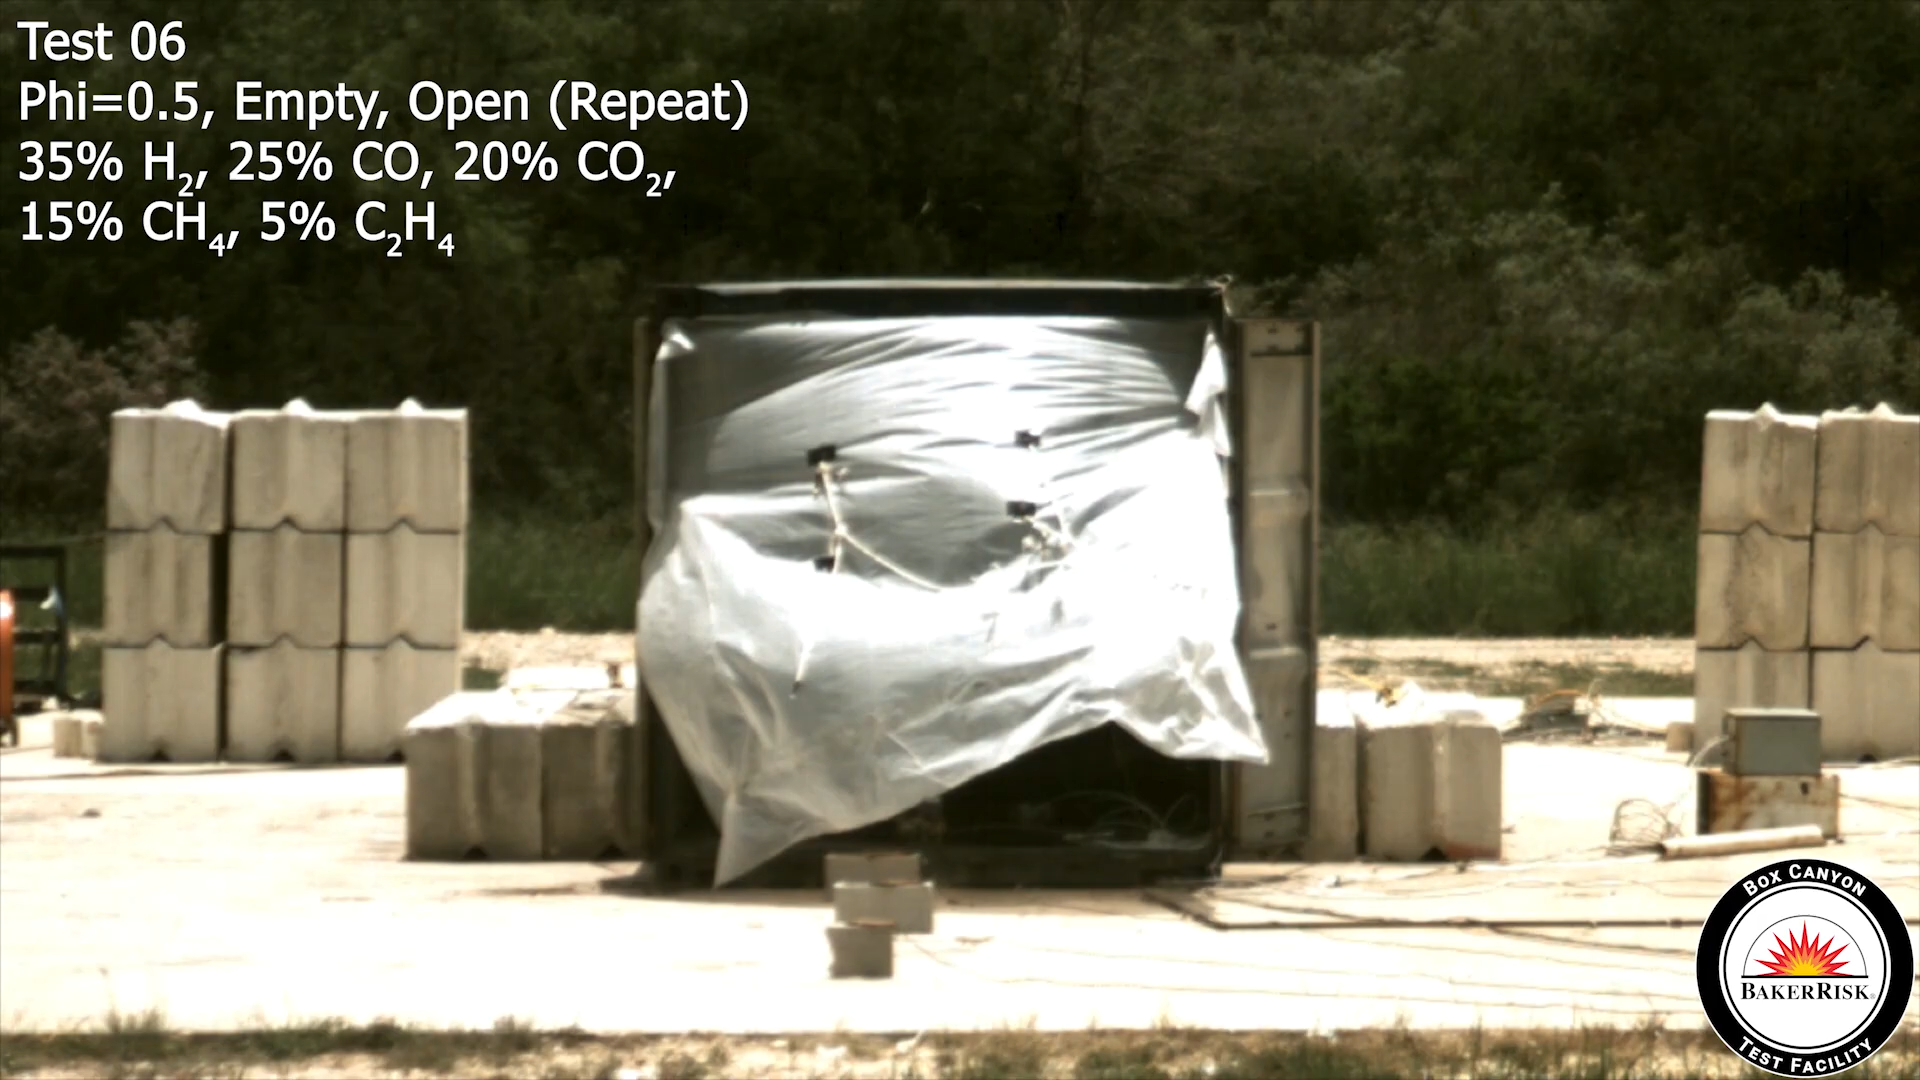 Test 06
Phi=0.5, Empty, Open (Repeat)
35% H₂, 25% CO, 20% CO₂,
15% CH₄, 5% C₂H₄
BOX CANYON
BAKERRISK
TEST FACILITY